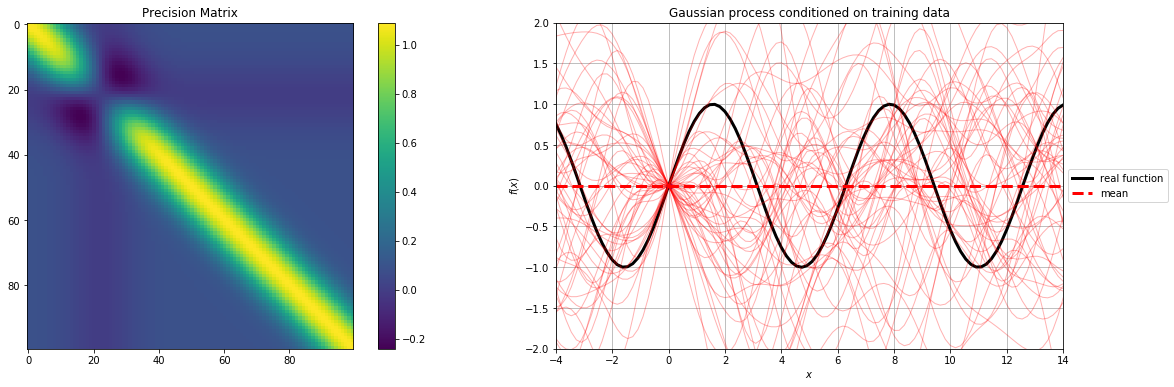 Precision Matrix
0
20
40
60
80
0 20 40 60 80
1.0
0.8
0.6
0.4
0.2
0.0
−0.2
Gaussian process conditioned on training data
2.0
1.5
1.0
0.5
0.0
−0.5
−1.0
−1.5
−2.0
f(x)
−4 −2 0 2 4 6 8 10 12 14
x
real function
mean